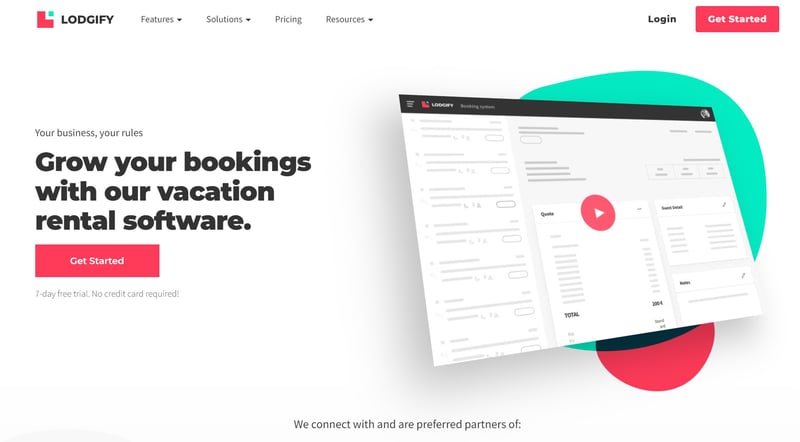 LODGIFY
Features
Solutions
Pricing
Resources
Login
Get Started
Your business, your rules
Grow your bookings
with our vacation
rental software.
Get Started
7-day free trial. No credit card required!
LODGIFY
Booking system
Quote
Guest Detail
Notes
TOTAL
200 €
We connect with and are preferred partners of: